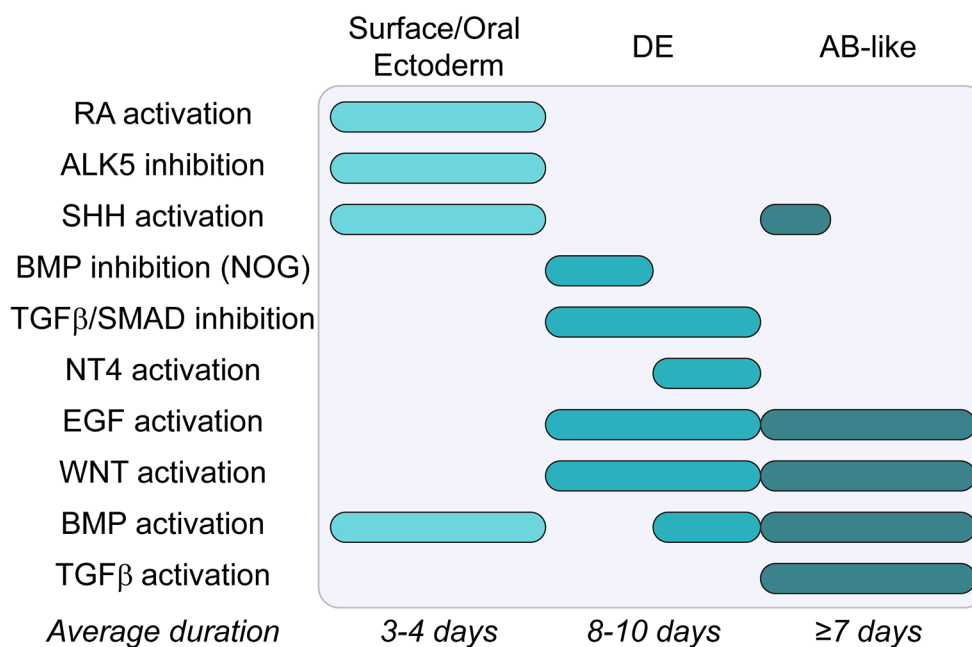 Surface/Oral
Ectoderm
DE
AB-like
RA activation
ALK5 inhibition
SHH activation
BMP inhibition (NOG)
TGFβ/SMAD inhibition
NT4 activation
EGF activation
WNT activation
BMP activation
TGFβ activation
Average duration
3-4 days
8-10 days
≥7 days